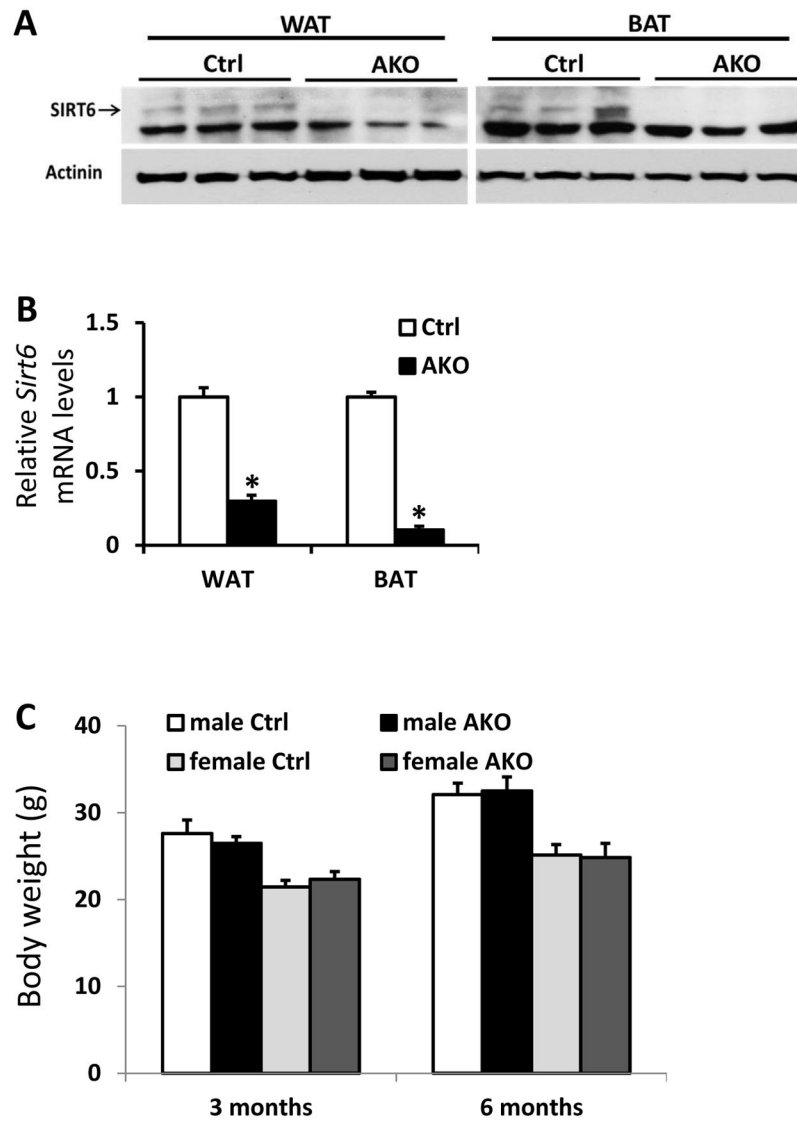 A
WAT
BAT
Ctrl
AKO
Ctrl
AKO
SIRT6
Actinin
B
Relative Sirt6
mRNA levels
1.5
1
0.5
0
Ctrl
AKO
*
*
WAT
BAT
C
Body weight (g)
40
30
20
10
0
male Ctrl
male AKO
female Ctrl
female AKO
3 months
6 months